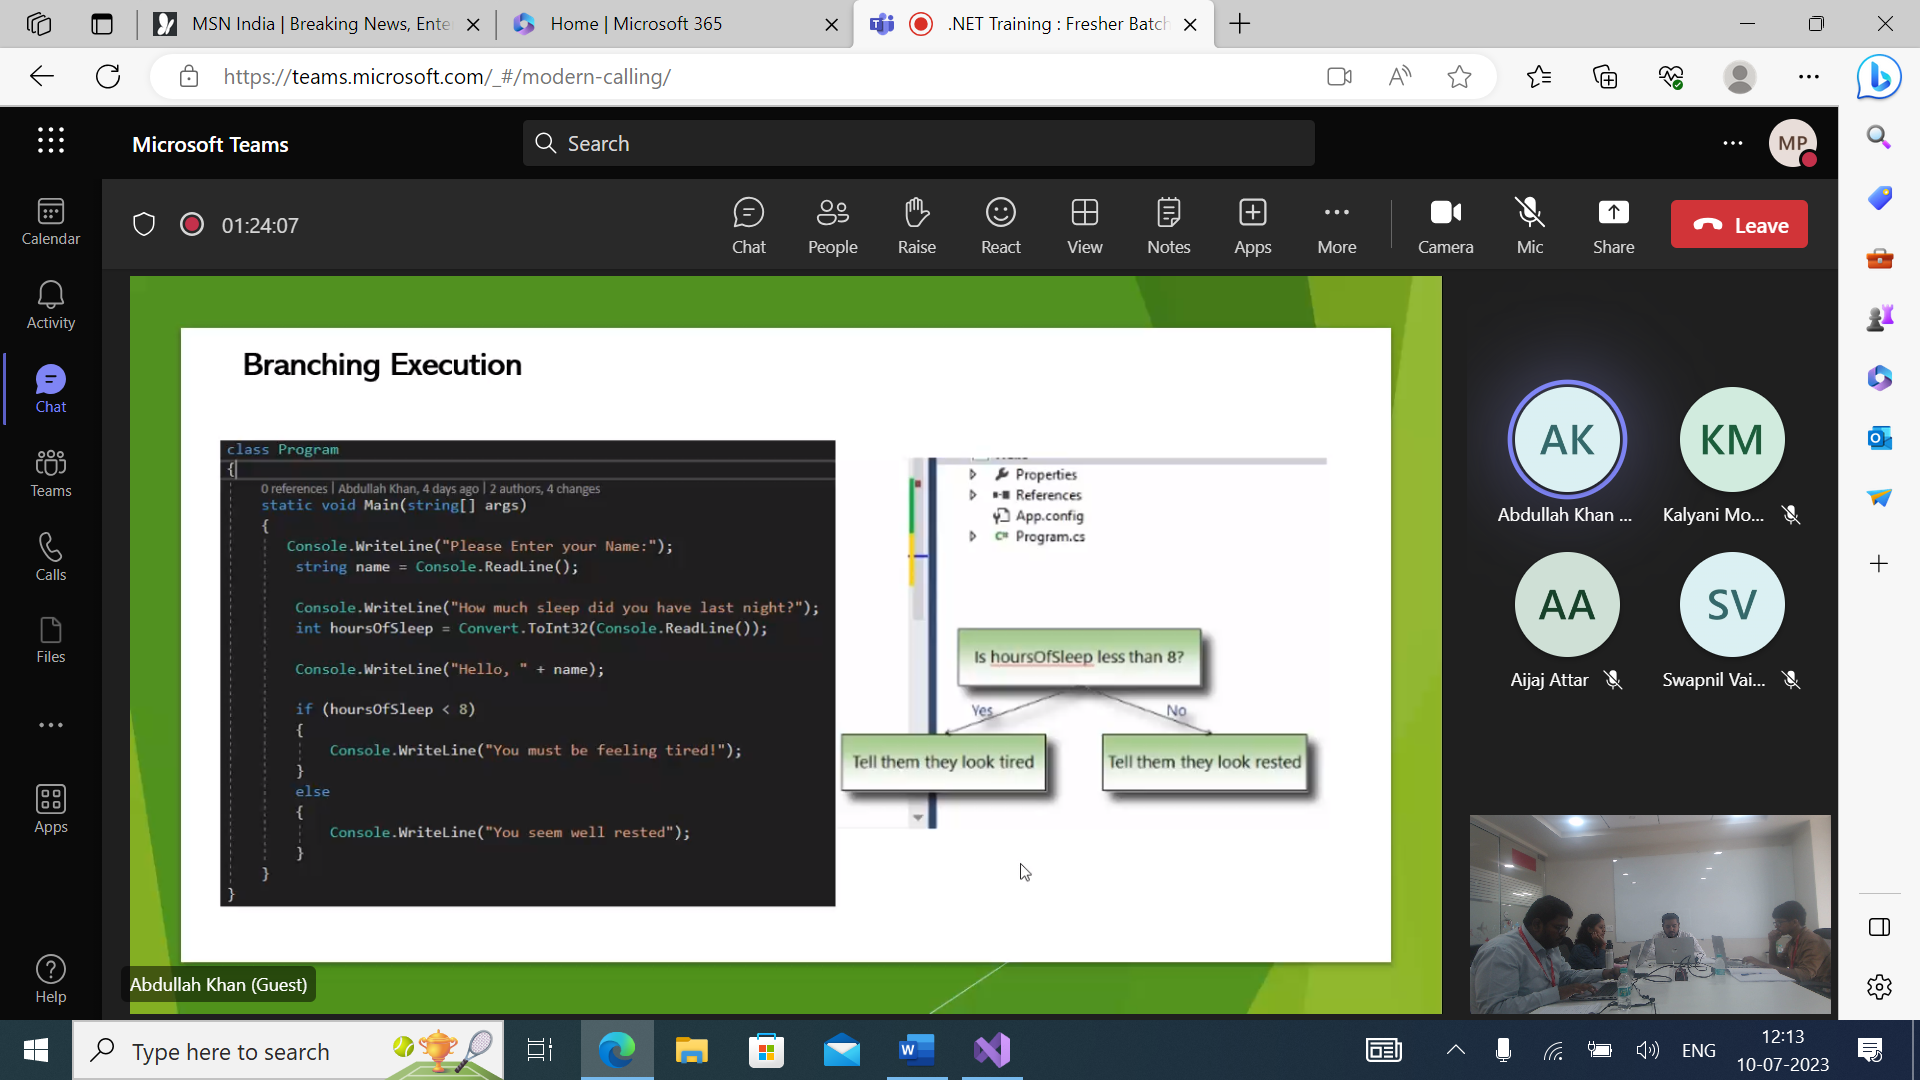 MSN India | Breaking News, Ente
Home | Microsoft 365
.NET Training : Fresher Batch
https://teams.microsoft.com/_#/modern-calling/
Microsoft Teams
Search
MP
01:24:07
Chat
People
Raise
React
View
Notes
Apps
More
Camera
Mic
Share
Leave
Calendar
Activity
Chat
Teams
Calls
Files
Apps
Help
Branching Execution
class Program
{
0 references | Abdullah Khan, 4 days ago | 2 authors, 4 changes
static void Main(string[] args)
{
Console.WriteLine("Please Enter your Name:");
string name = Console.ReadLine();
Console.WriteLine("How much sleep did you have last night?");
int hoursOfSleep = Convert.ToInt32(Console.ReadLine());
Console.WriteLine("Hello, " + name);
if (hoursOfSleep < 8)
{
Console.WriteLine("You must be feeling tired!");
}
else
{
Console.WriteLine("You seem well rested");
}
}
}
Properties
References
App.config
C# Program.cs
Is hoursOfSleep less than 8?
Yes
No
Tell them they look tired
Tell them they look rested
Abdullah Khan (Guest)
AK
Abdullah Khan ...
KM
Kalyani Mo...
AA
Aijaj Attar
SV
Swapnil Vai...
Type here to search
ENG
12:13
10-07-2023